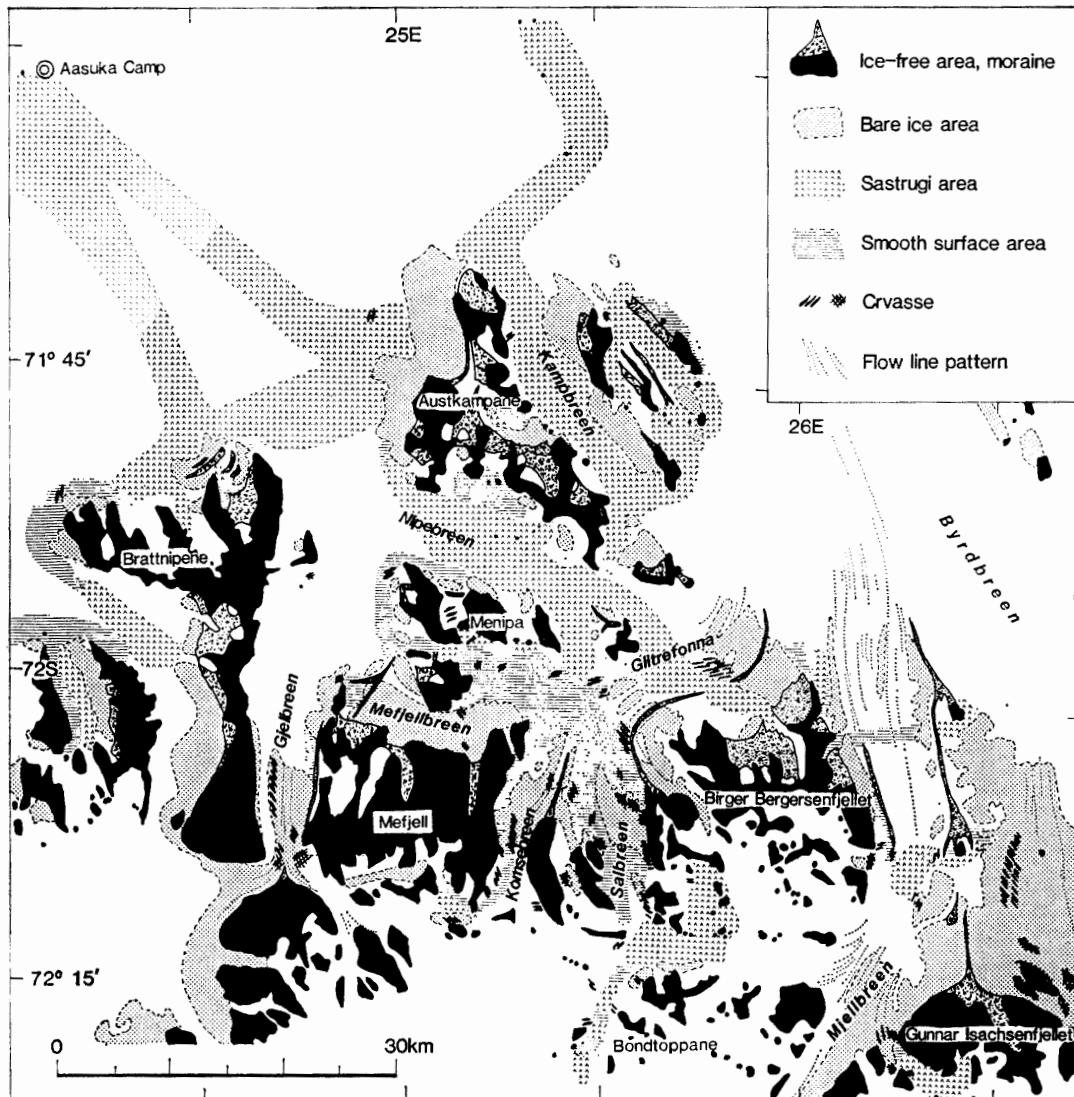 25E
Aasuka Camp
Ice-free area, moraine
Bare ice area
Sastrugi area
Smooth surface area
Crvasse
Flow line pattern
71° 45′
Kampbreen
Austkampane
26E
Nipebreen
Byrdbreen
Brattnipene
Menipa
72S
Glitrefonna
Gjelbreen
Mefjellbreen
Birger Bergersenfjellet
Mefjell
Komsebreen
Salbreen
72° 15′
Mjellbreen
Gunnar Isachsenfjellet
Bondtoppane
0
30km